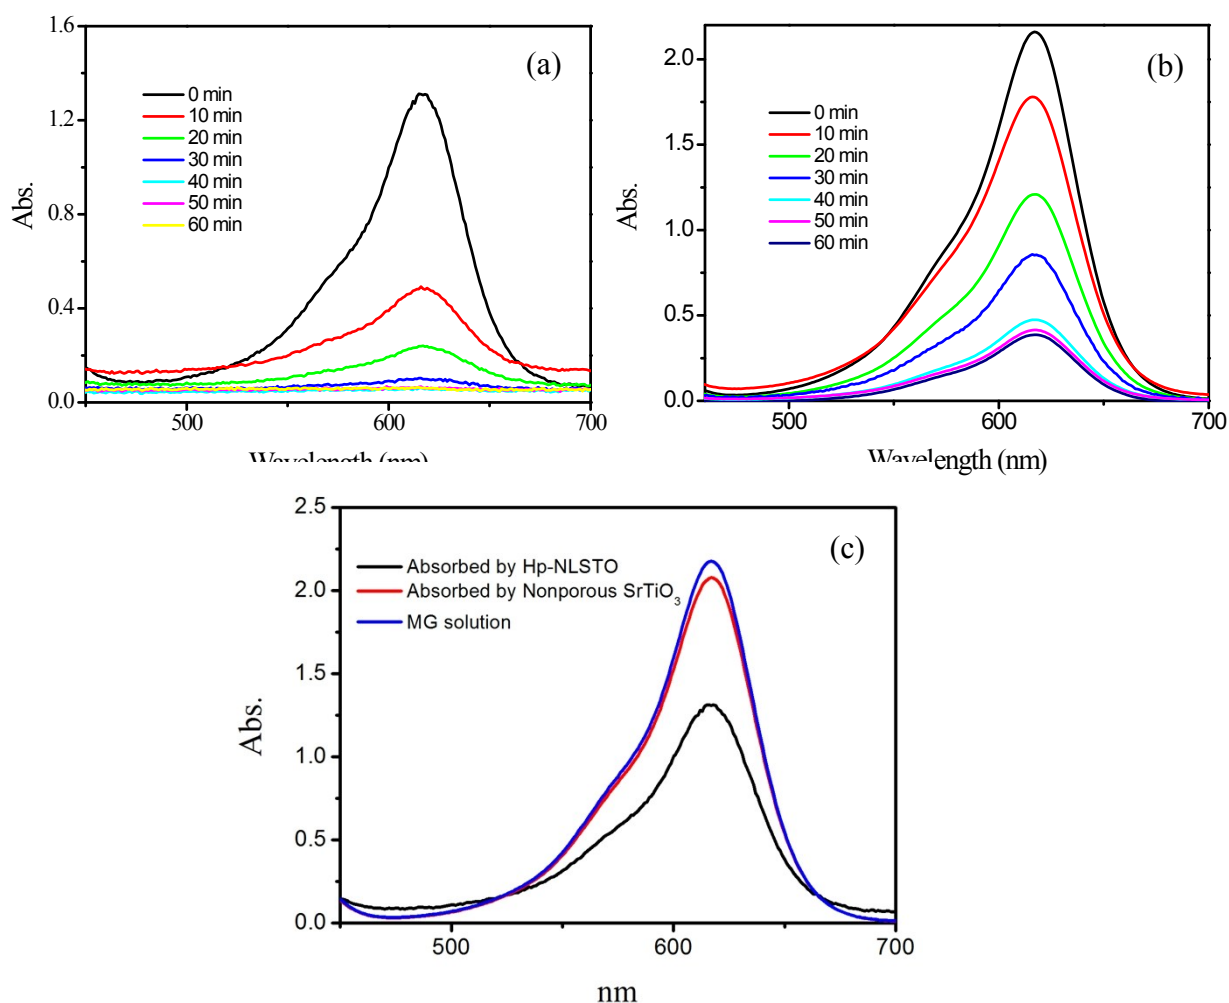 (a)
1.6
1.2
0.8
0.4
0.0
Abs.
0 min
10 min
20 min
30 min
40 min
50 min
60 min
500
600
700
Wavelength (nm)
(b)
2.0
1.5
1.0
0.5
0.0
Abs.
0 min
10 min
20 min
30 min
40 min
50 min
60 min
500
600
700
Wavelength (nm)
(c)
2.5
2.0
1.5
1.0
0.5
0.0
Abs.
Absorbed by Hp-NLSTO
Absorbed by Nonporous SrTiO₃
MG solution
500
600
700
nm